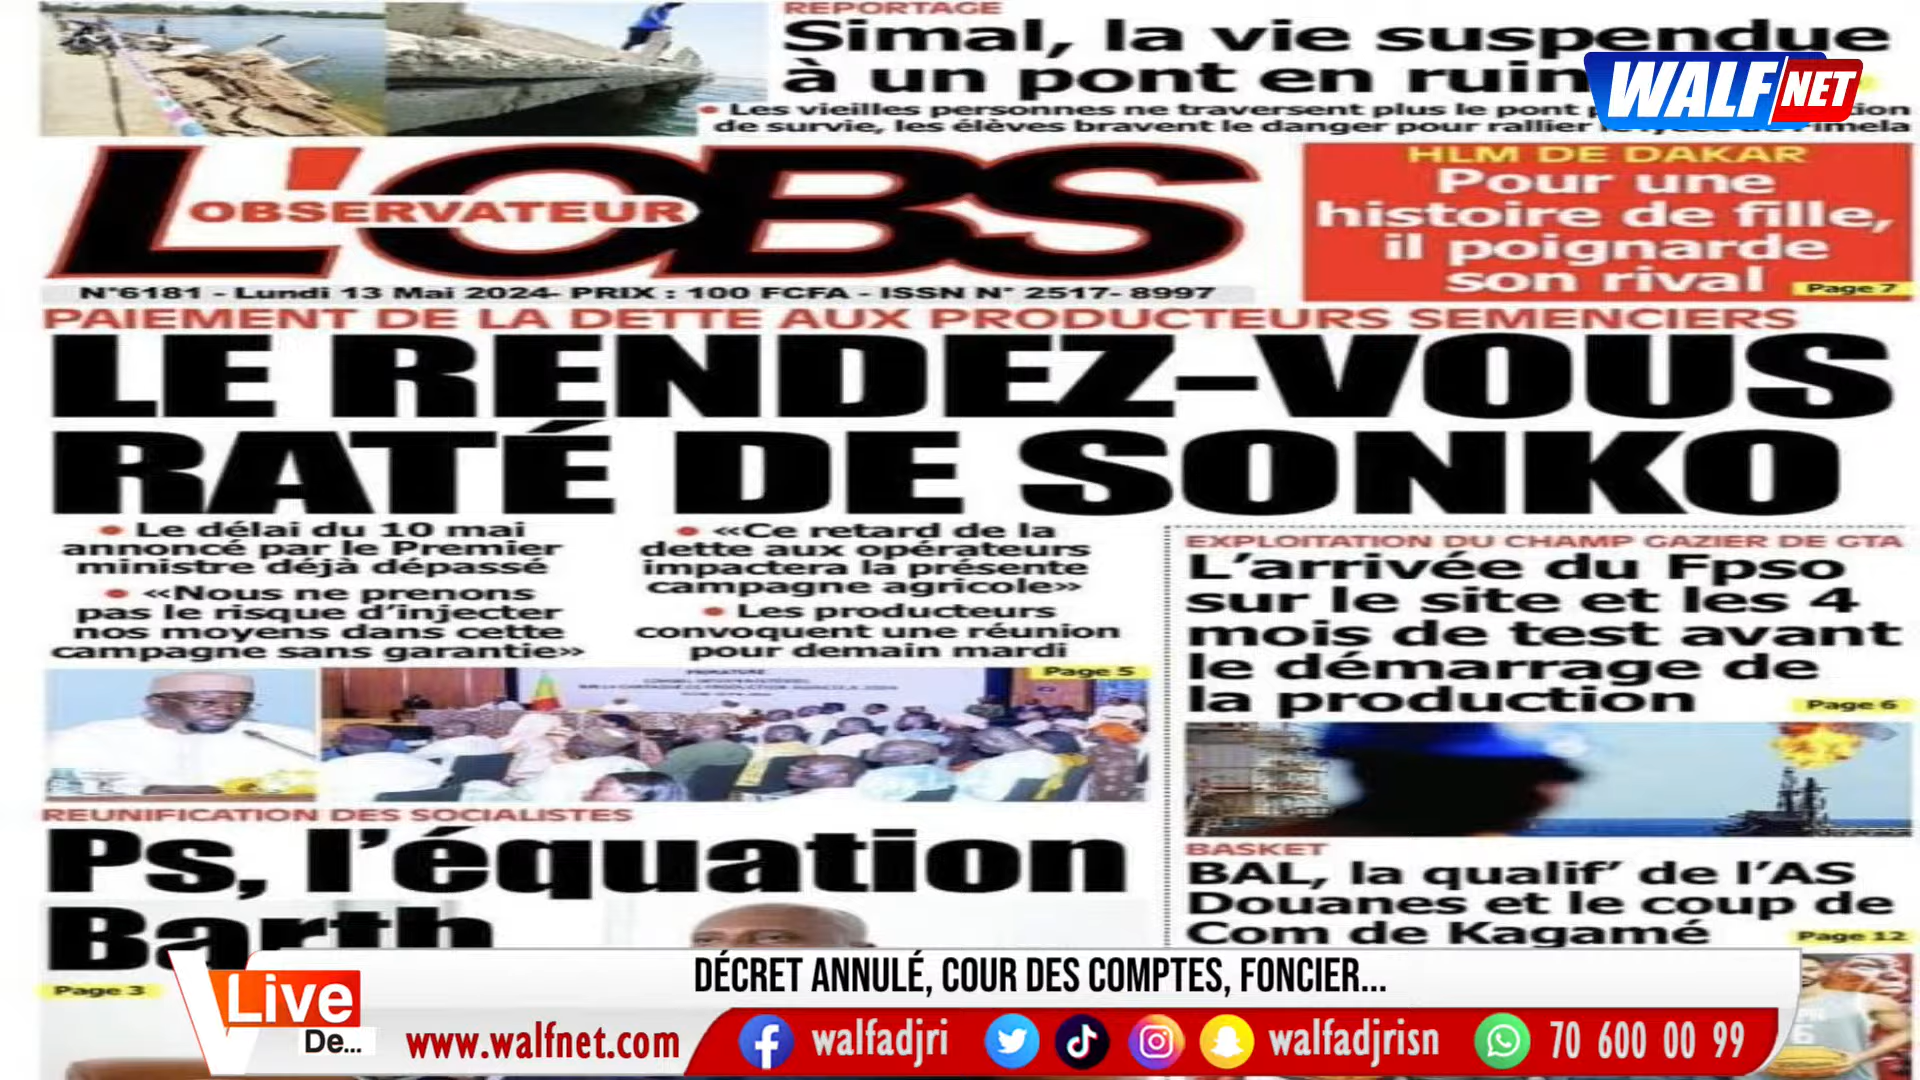 REPORTAGE
Simal, la vie suspendue
à un pont en ruin
• Les vieilles personnes ne traversent plus le pont
de survie, les élèves bravent le danger pour rallier
WALF NET
L'OBS
OBSERVATEUR
N°6181 - Lundi 13 Mai 2024- PRIX : 100 FCFA - ISSN N° 2517- 8997
HLM DE DAKAR
Pour une
histoire de fille,
il poignarde
son rival
Page 7
PAIEMENT DE LA DETTE AUX PRODUCTEURS SEMENCIERS
LE RENDEZ-VOUS
RATÉ DE SONKO
• Le délai du 10 mai
annoncé par le Premier
ministre déjà dépassé
• «Nous ne prenons
pas le risque d'injecter
nos moyens dans cette
campagne sans garantie»
• «Ce retard de la
dette aux opérateurs
impactera la présente
campagne agricole»
• Les producteurs
convoquent une réunion
pour demain mardi
Page 5
EXPLOITATION DU CHAMP GAZIER DE GTA
L'arrivée du Fpso
sur le site et les 4
mois de test avant
le démarrage de
la production
Page 6
REUNIFICATION DES SOCIALISTES
Ps, l'équation
Barth
Page 3
BASKET
BAL, la qualif' de l'AS
Douanes et le coup de
Com de Kagamé
Page 12
DÉCRET ANNULÉ, COUR DES COMPTES, FONCIER...
Live
De...
www.walfnet.com
walfadjri
walfadjrisn
70 600 00 99